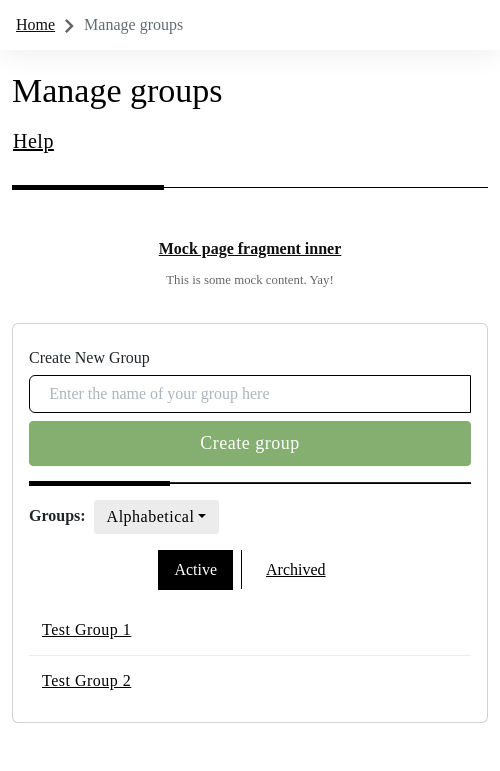 Home > Manage groups
Manage groups
Help
Mock page fragment inner
This is some mock content. Yay!
Create New Group
Enter the name of your group here
Create group
Groups: Alphabetical
Active Archived
Test Group 1
Test Group 2